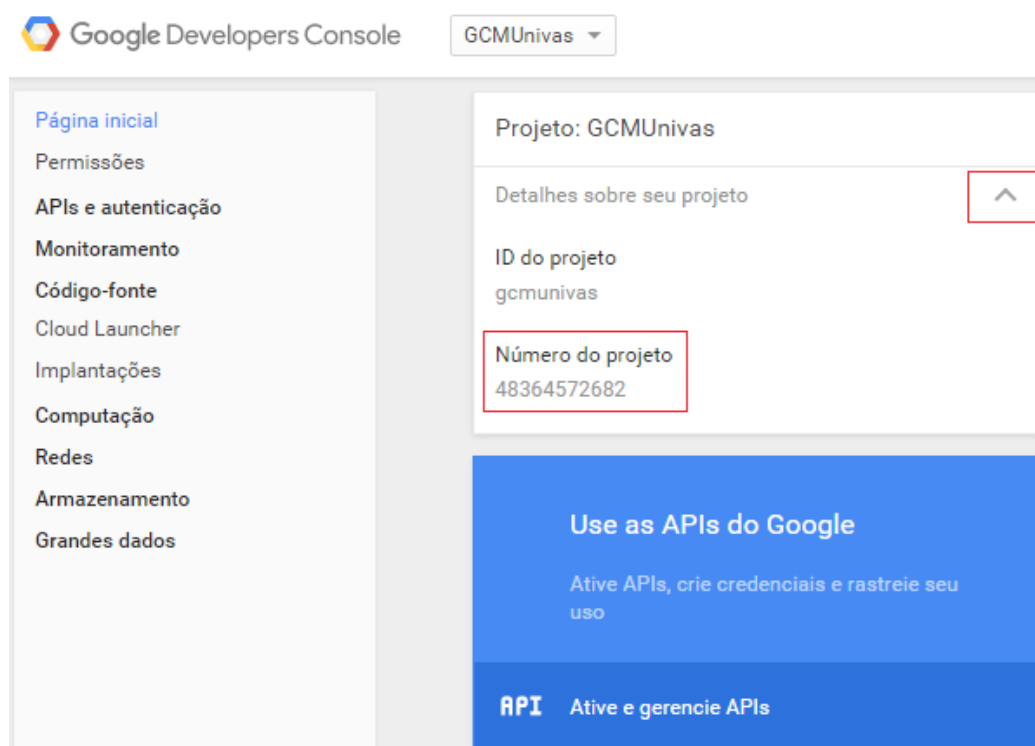 Google Developers Console
GCMUnivas
Página inicial
Permissões
APIs e autenticação
Monitoramento
Código-fonte
Cloud Launcher
Implantações
Computação
Redes
Armazenamento
Grandes dados
Projeto: GCMUnivas
Detalhes sobre seu projeto
ID do projeto
gcmunivas
Número do projeto
48364572682
Use as APIs do Google
Ative APIs, crie credenciais e rastreie seu
uso
API Ative e gerencie APIs